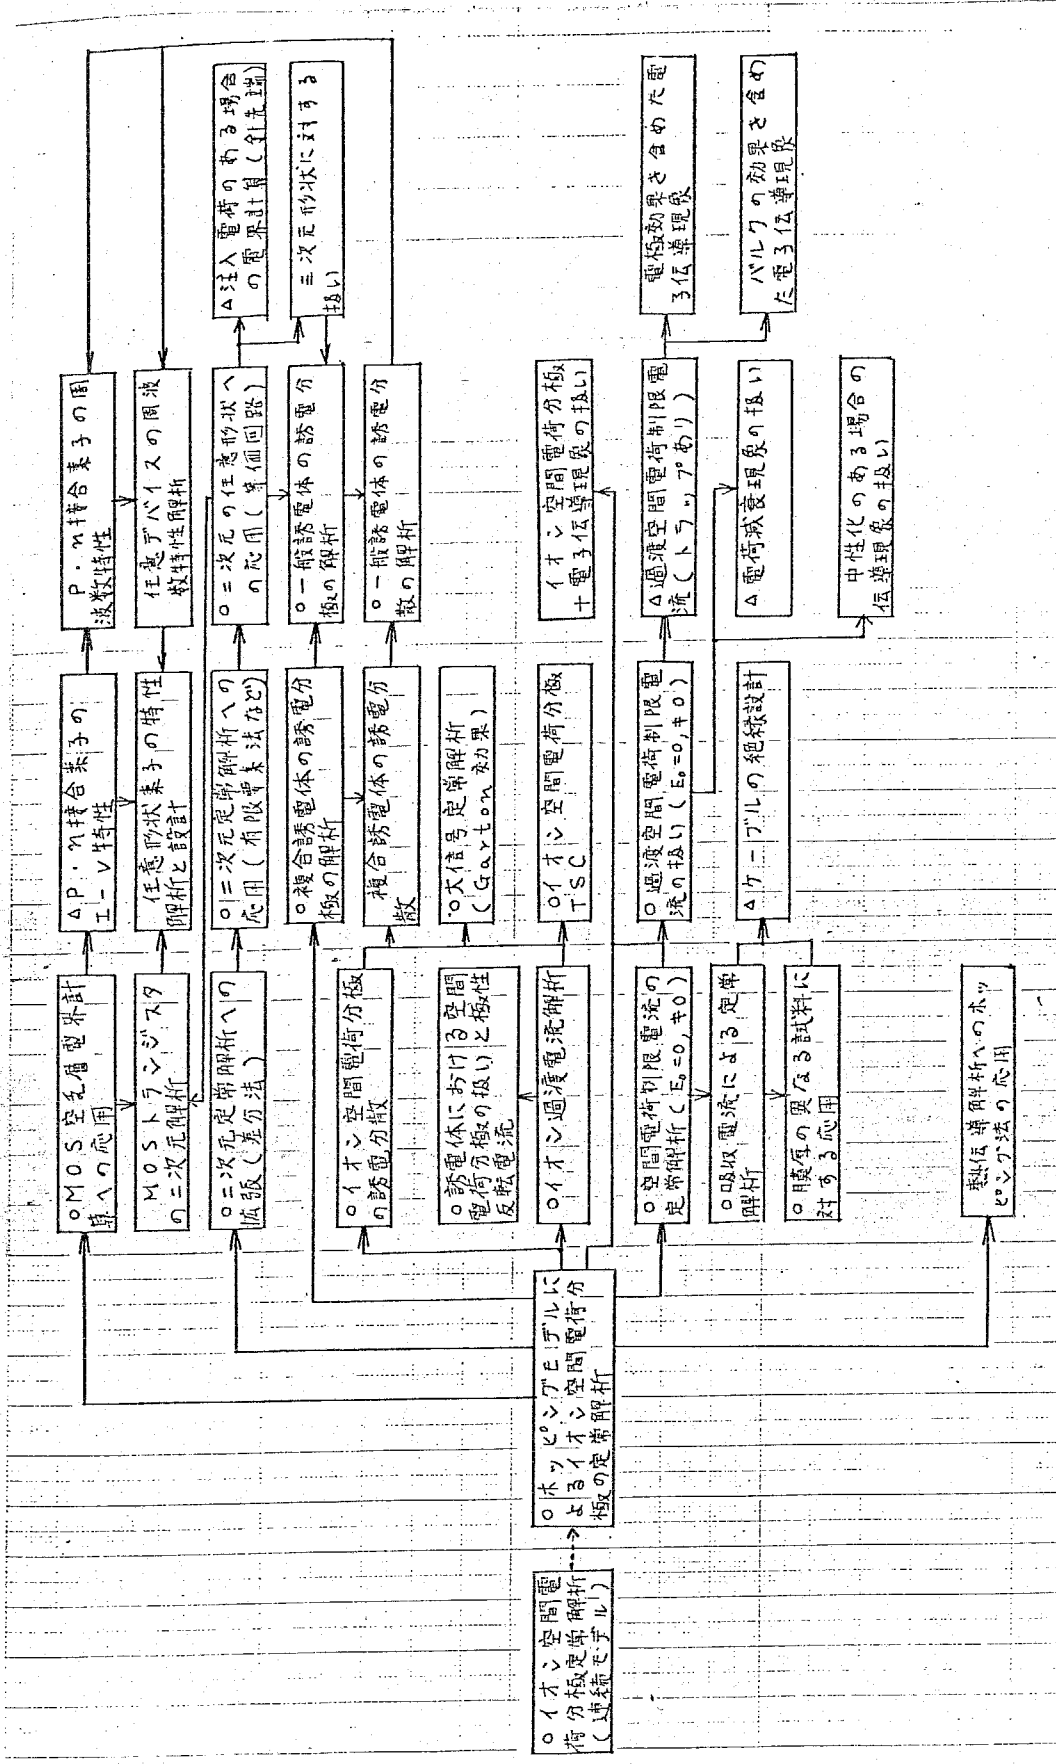 ○イオン空間電
荷分極定常解析
(連続モデル)
○ホッピングモデルに
よるイオン空間電荷分
極の定常解析
○MOS空乏層電界計
算への応用
MOSトランジスタ
の二次元解析
○二次元定常解析への
拡張(差分法)
○イオン空間電荷分極
の誘電分散
○誘電体における空間
電荷分極の扱いと極性
反転電流
○イオン過渡電流解析
○空間電荷制限電流の
定常解析(E₀=0,≠0)
○吸収電流による定常
解析
○膜厚の異なる試料に
対する応用
熱伝導解析へのホッ
ピング法の応用
△P・n接合素子の
I-V特性
任意形状素子の特性
解析と設計
○二次元定常解析への
応用(有限要素法など)
○複合誘電体の誘電分
極の解析
複合誘電体の誘電分
散
○大信号定常解析
(Garton効果)
○イオン空間電荷分極
TSC
○過渡空間電荷制限電
流の扱い(E₀=0,≠0)
△ケーブルの絶縁設計
P・n接合素子の周
波数特性
任意デバイスの周波
数特性解析
○二次元の任意形状へ
の応用(等価回路)
○一般誘電体の誘電分
極の解析
○一般誘電体の誘電分
散の解析
イオン空間電荷分極
+電子伝導現象の扱い
△過渡空間電荷制限電
流(トラップあり)
△電荷減衰現象の扱い
中性化のある場合の
伝導現象の扱い
△注入電荷のある場合
の電界計算(針先端)
三次元形状に対する
扱い
電極効果を含めた電
子伝導現象
バルクの効果を含め
た電子伝導現象